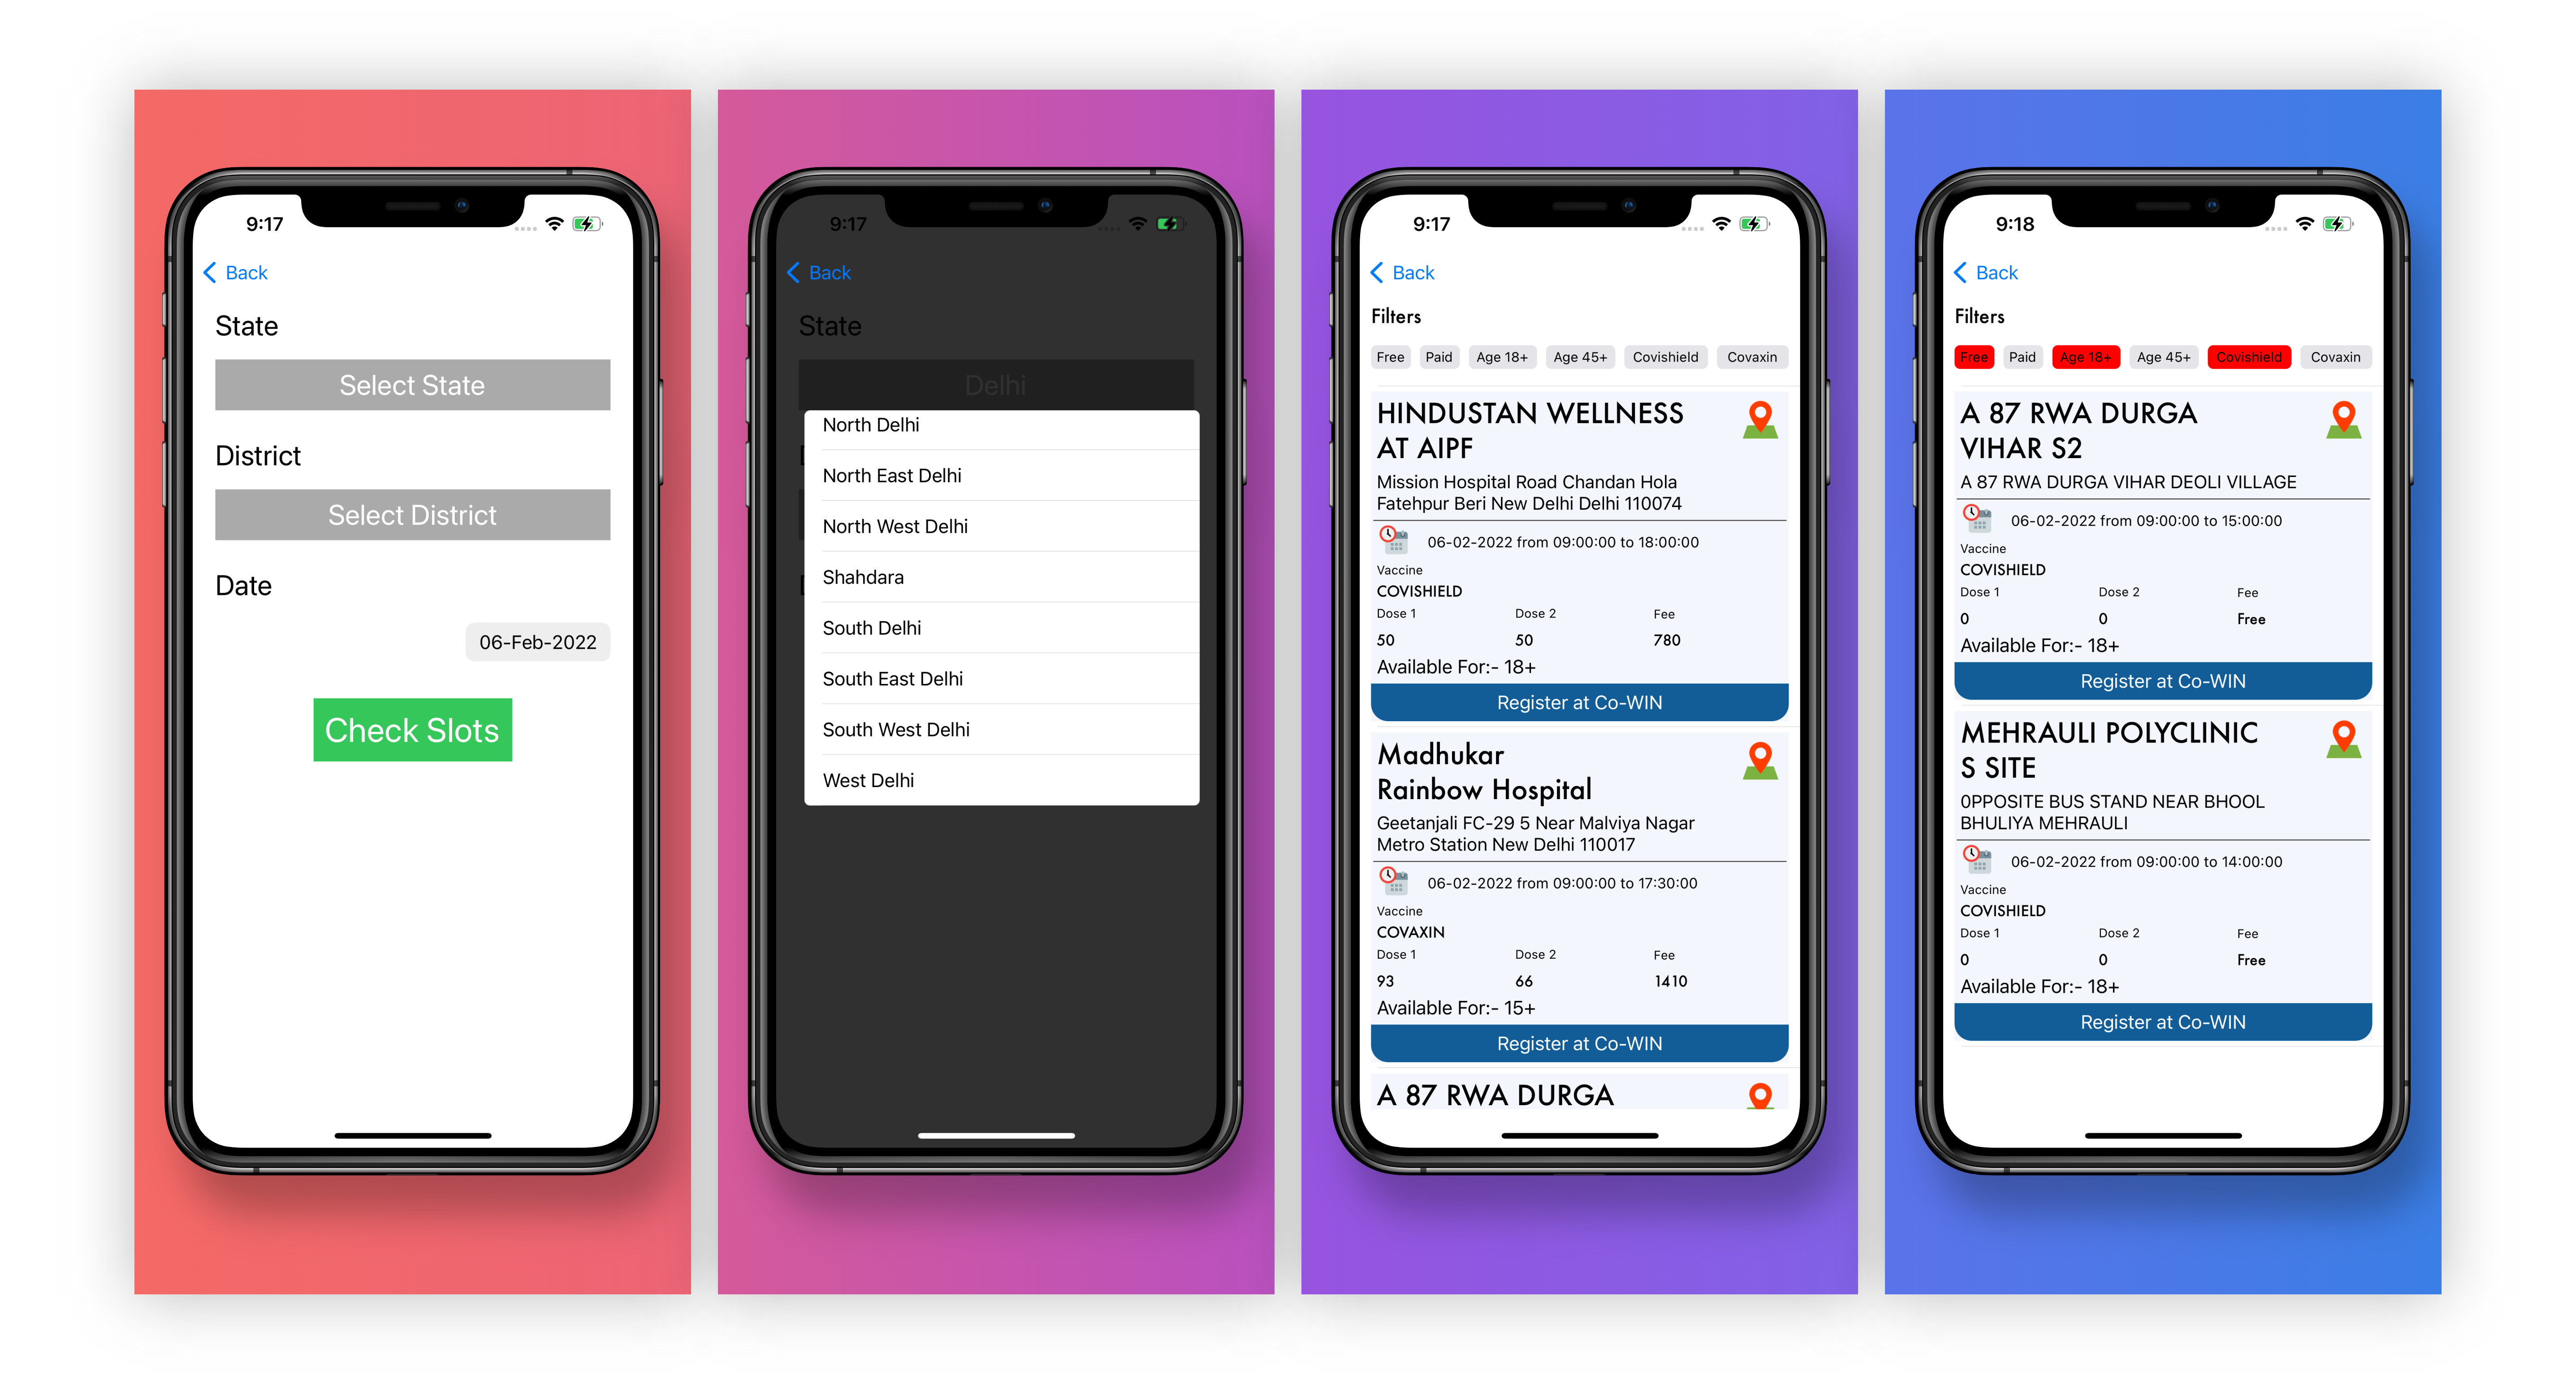 9:17
Back
State
Select State
District
Select District
Date
06-Feb-2022
Check Slots
9:17
Back
State
Delhi
North Delhi
North East Delhi
North West Delhi
Shahdara
South Delhi
South East Delhi
South West Delhi
West Delhi
9:17
Back
Filters
Free Paid Age 18+ Age 45+ Covishield Covaxin
HINDUSTAN WELLNESS
AT AIPF
Mission Hospital Road Chandan Hola
Fatehpur Beri New Delhi Delhi 110074
06-02-2022 from 09:00:00 to 18:00:00
Vaccine
COVISHIELD
Dose 1 Dose 2 Fee
50 50 780
Available For:- 18+
Register at Co-WIN
Madhukar
Rainbow Hospital
Geetanjali FC-29 5 Near Malviya Nagar
Metro Station New Delhi 110017
06-02-2022 from 09:00:00 to 17:30:00
Vaccine
COVAXIN
Dose 1 Dose 2 Fee
93 66 1410
Available For:- 15+
Register at Co-WIN
A 87 RWA DURGA
9:18
Back
Filters
Free Paid Age 18+ Age 45+ Covishield Covaxin
A 87 RWA DURGA
VIHAR S2
A 87 RWA DURGA VIHAR DEOLI VILLAGE
06-02-2022 from 09:00:00 to 15:00:00
Vaccine
COVISHIELD
Dose 1 Dose 2 Fee
0 0 Free
Available For:- 18+
Register at Co-WIN
MEHRAULI POLYCLINIC
S SITE
0PPOSITE BUS STAND NEAR BHOOL
BHULIYA MEHRAULI
06-02-2022 from 09:00:00 to 14:00:00
Vaccine
COVISHIELD
Dose 1 Dose 2 Fee
0 0 Free
Available For:- 18+
Register at Co-WIN